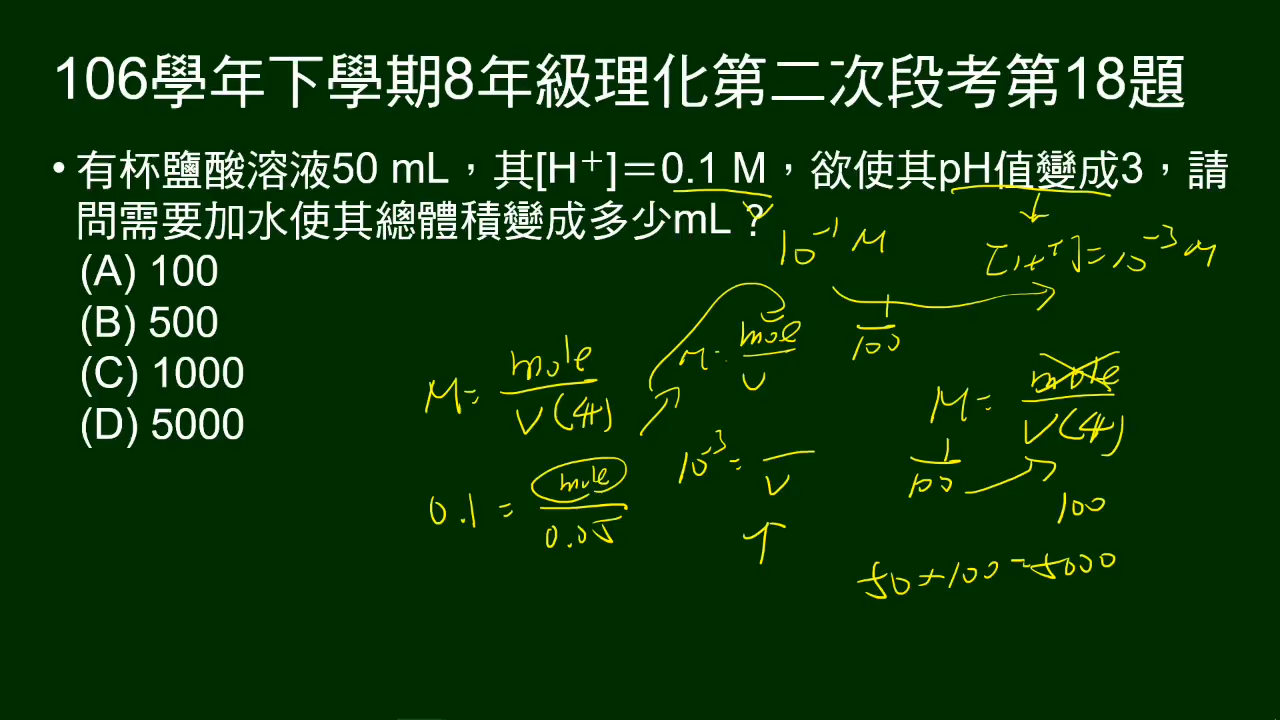 106學年下學期8年級理化第二次段考第18題
• 有杯鹽酸溶液50 mL，其[H⁺]＝0.1 M，欲使其pH值變成3，請
問需要加水使其總體積變成多少mL？
(A) 100
(B) 500
(C) 1000
(D) 5000
10⁻¹ M
[H⁺]=10⁻³ M
1/100
M= mole/V(升)
M= mole/V
M= mole/V(升)
0.1 = mole/0.05
10⁻³= /V
1/100
100
50×100=5000